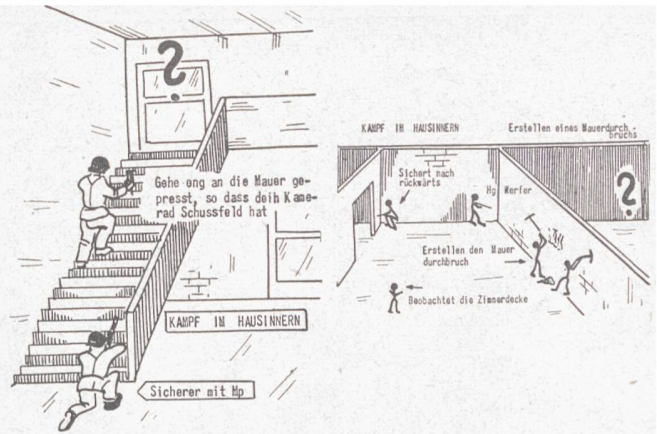 ?
Gehe eng an die Mauer ge-
presst, so dass dein Kame-
rad Schussfeld hat
KAMPF IM HAUSINNERN
Sicherer mit Mp
KAMPF IM HAUSINNERN
Erstellen eines Mauerdurch-
bruchs
Sichert nach
rückwärts
Hg Werfer
?
Erstellen den Mauer
durchbruch
Beobachtet die Zimmerdecke